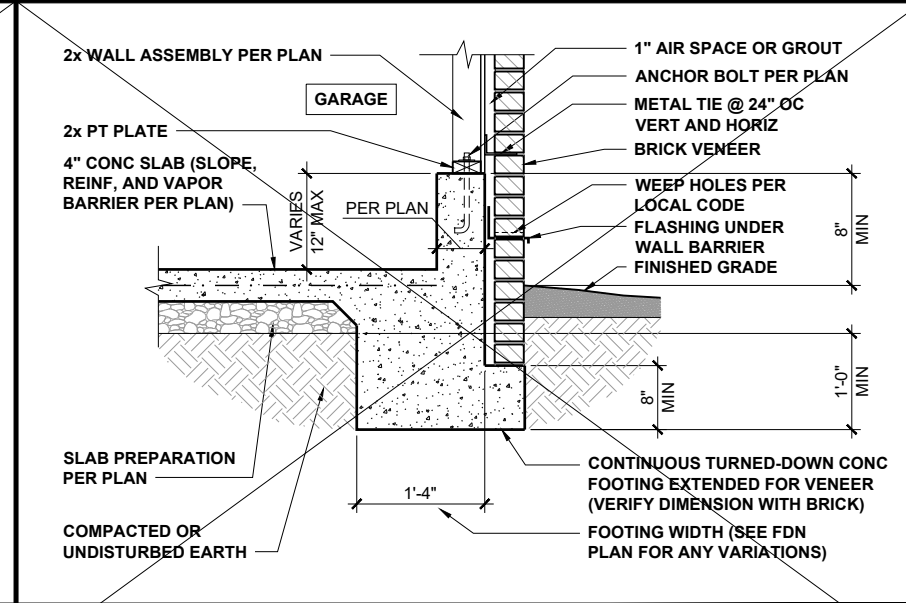 2x WALL ASSEMBLY PER PLAN
GARAGE
2x PT PLATE
4" CONC SLAB (SLOPE,
REINF, AND VAPOR
BARRIER PER PLAN)
VARIES
12" MAX
PER PLAN
1" AIR SPACE OR GROUT
ANCHOR BOLT PER PLAN
METAL TIE @ 24" OC
VERT AND HORIZ
BRICK VENEER
WEEP HOLES PER
LOCAL CODE
FLASHING UNDER
WALL BARRIER
FINISHED GRADE
8"
MIN
1'-0"
MIN
8"
MIN
SLAB PREPARATION
PER PLAN
COMPACTED OR
UNDISTURBED EARTH
1'-4"
CONTINUOUS TURNED-DOWN CONC
FOOTING EXTENDED FOR VENEER
(VERIFY DIMENSION WITH BRICK)
FOOTING WIDTH (SEE FDN
PLAN FOR ANY VARIATIONS)